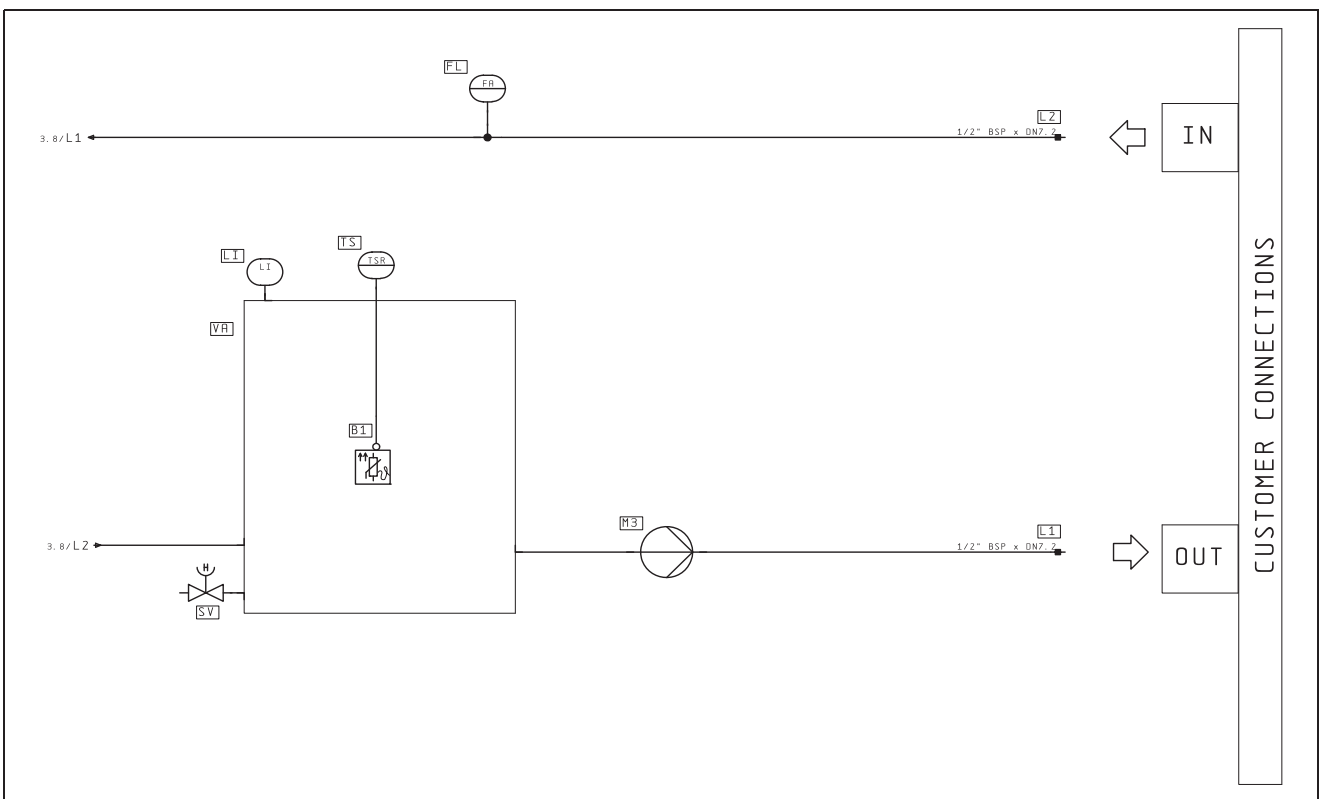 FL
FA
LZ
3.8/L1
1/2" BSP x DN7.2
IN
TS
LI
TSR
LI
VA
CUSTOMER CONNECTIONS
B1
M3
L1
3.8/LZ
1/2" BSP x DN7.2
OUT
H
SV